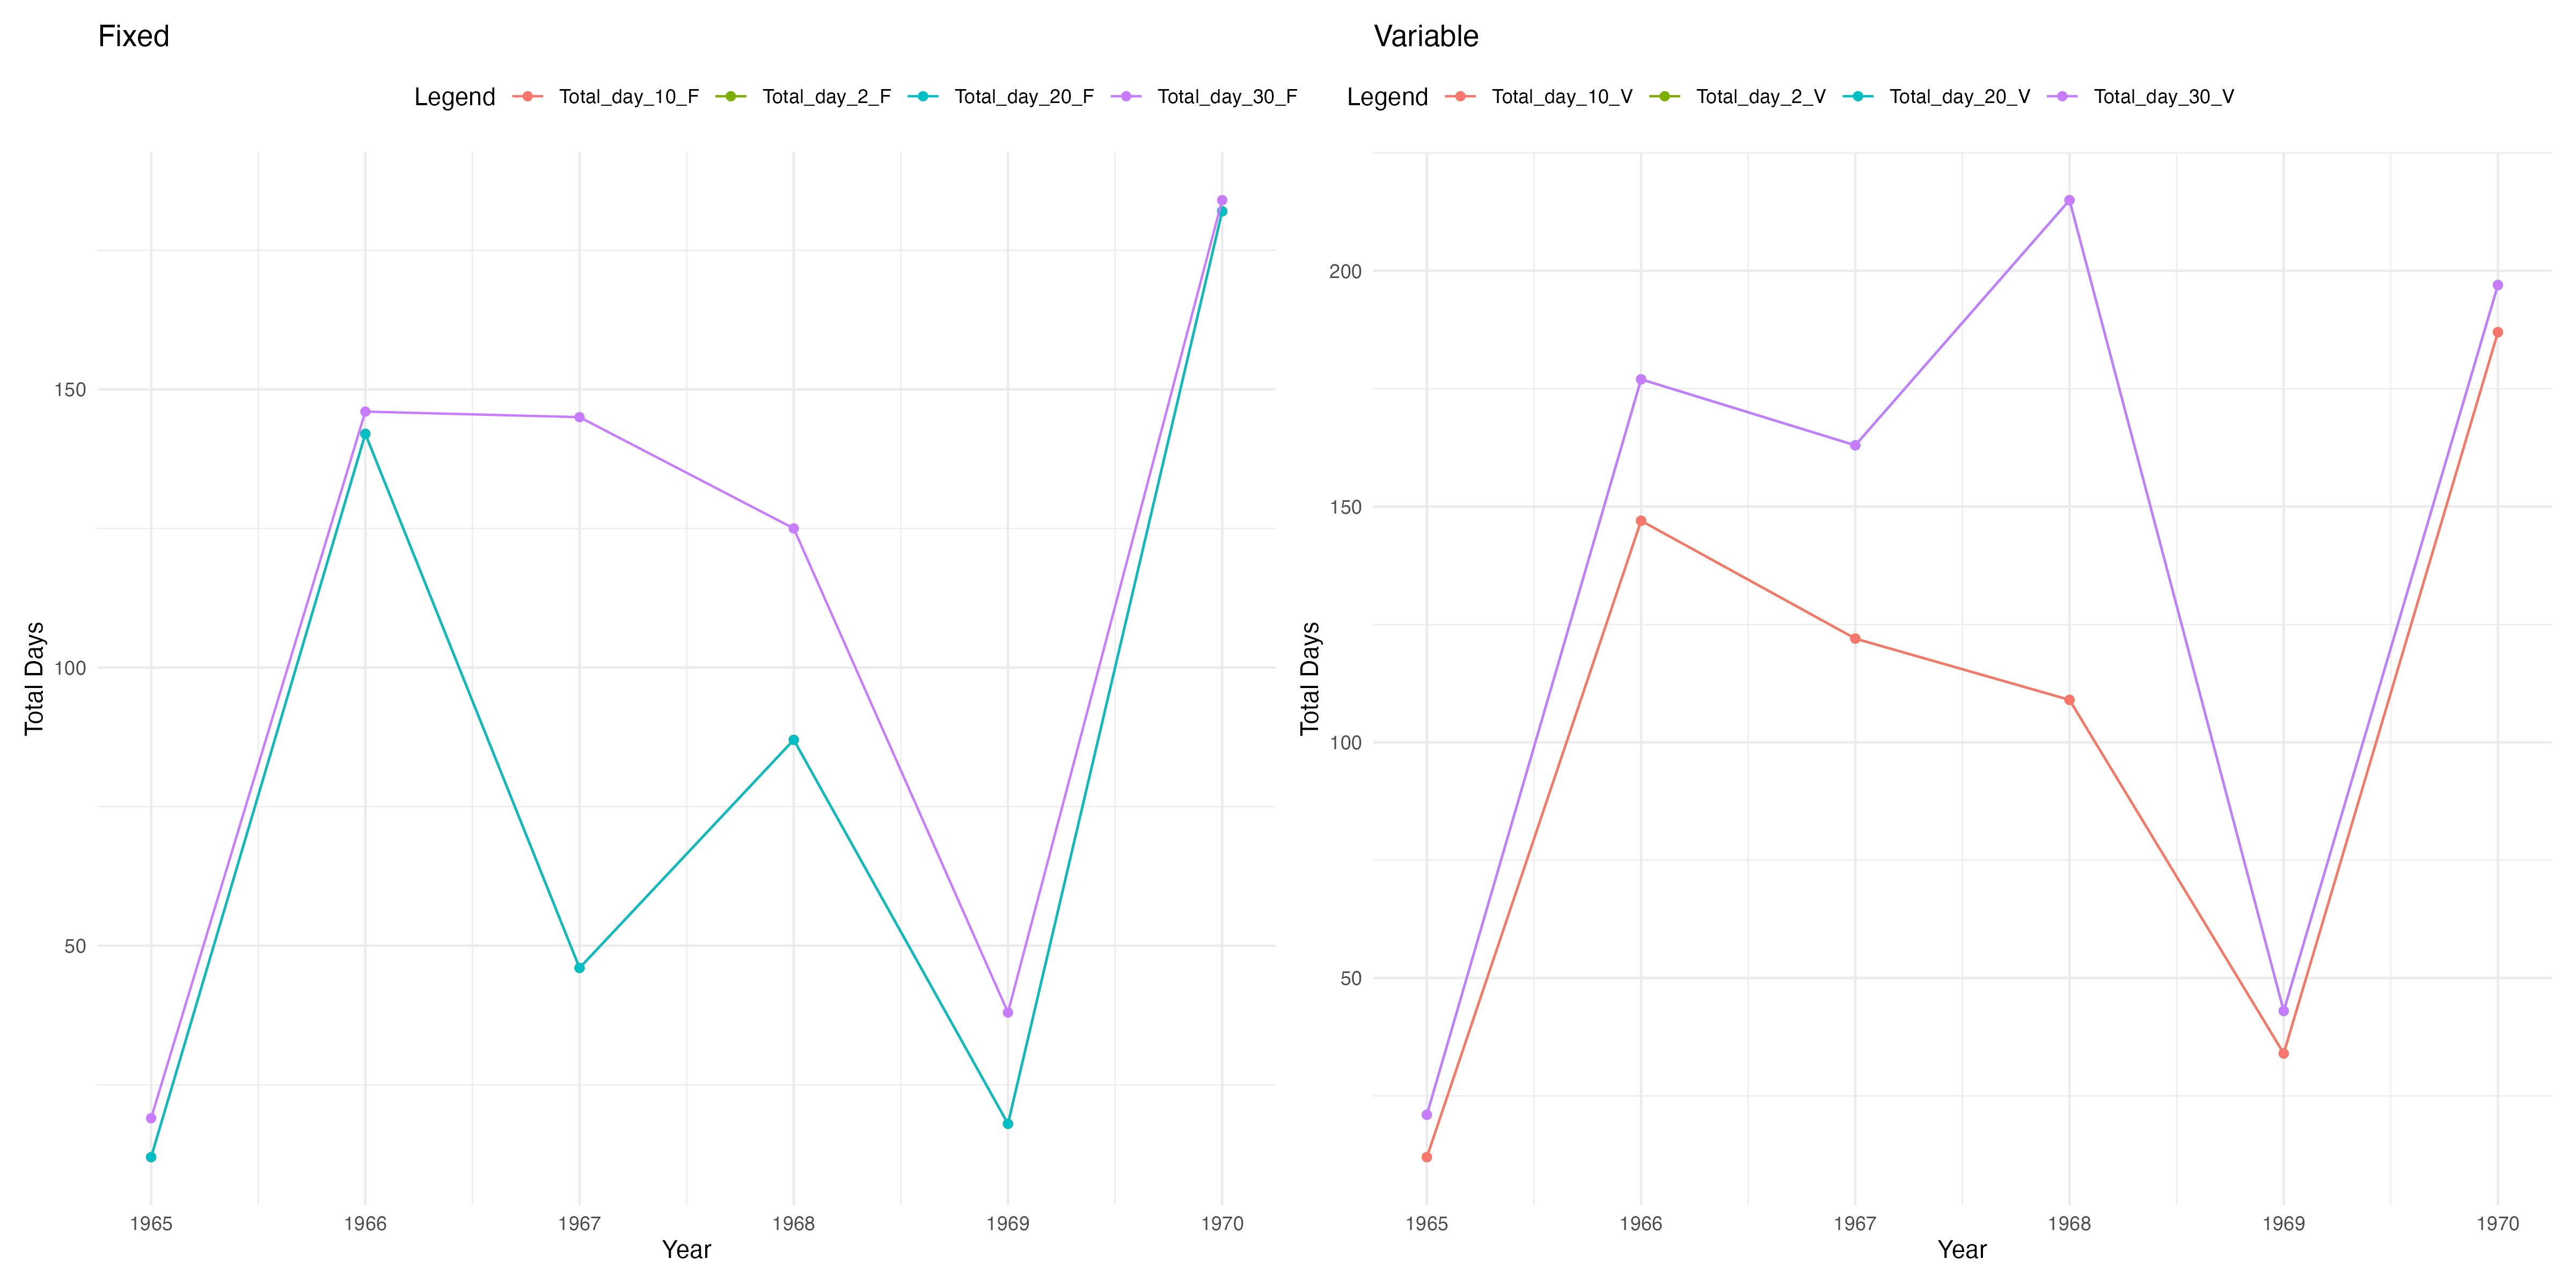 Fixed
Legend Total_day_10_F Total_day_2_F Total_day_20_F Total_day_30_F
Total Days
150
100
50
1965 1966 1967 1968 1969 1970
Year
Variable
Legend Total_day_10_V Total_day_2_V Total_day_20_V Total_day_30_V
Total Days
200
150
100
50
1965 1966 1967 1968 1969 1970
Year